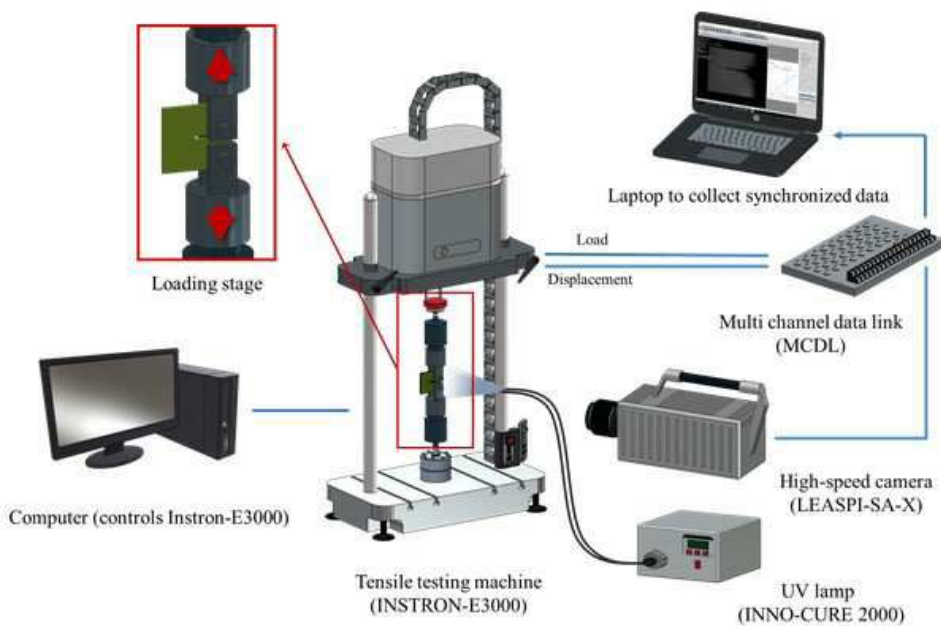 Loading stage
Laptop to collect synchronized data
Load
Displacement
Multi channel data link
(MCDL)
Computer (controls Instron-E3000)
High-speed camera
(LEASPI-SA-X)
Tensile testing machine
(INSTRON-E3000)
UV lamp
(INNO-CURE 2000)